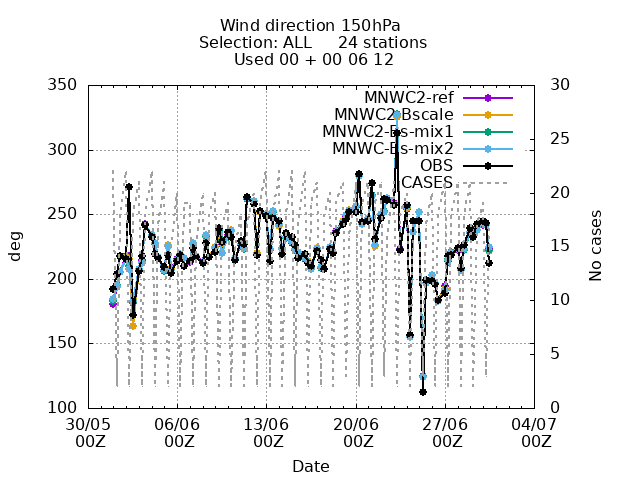 Wind direction 150hPa
Selection: ALL 24 stations
Used 00 + 00 06 12
350
300
250
200
150
100
deg
30
25
20
15
10
5
0
No cases
MNWC2-ref
MNWC2-Bscale
MNWC2-Bs-mix1
MNWC-Bs-mix2
OBS
CASES
30/05 06/06 13/06 20/06 27/06 04/07
00Z 00Z 00Z 00Z 00Z 00Z
Date